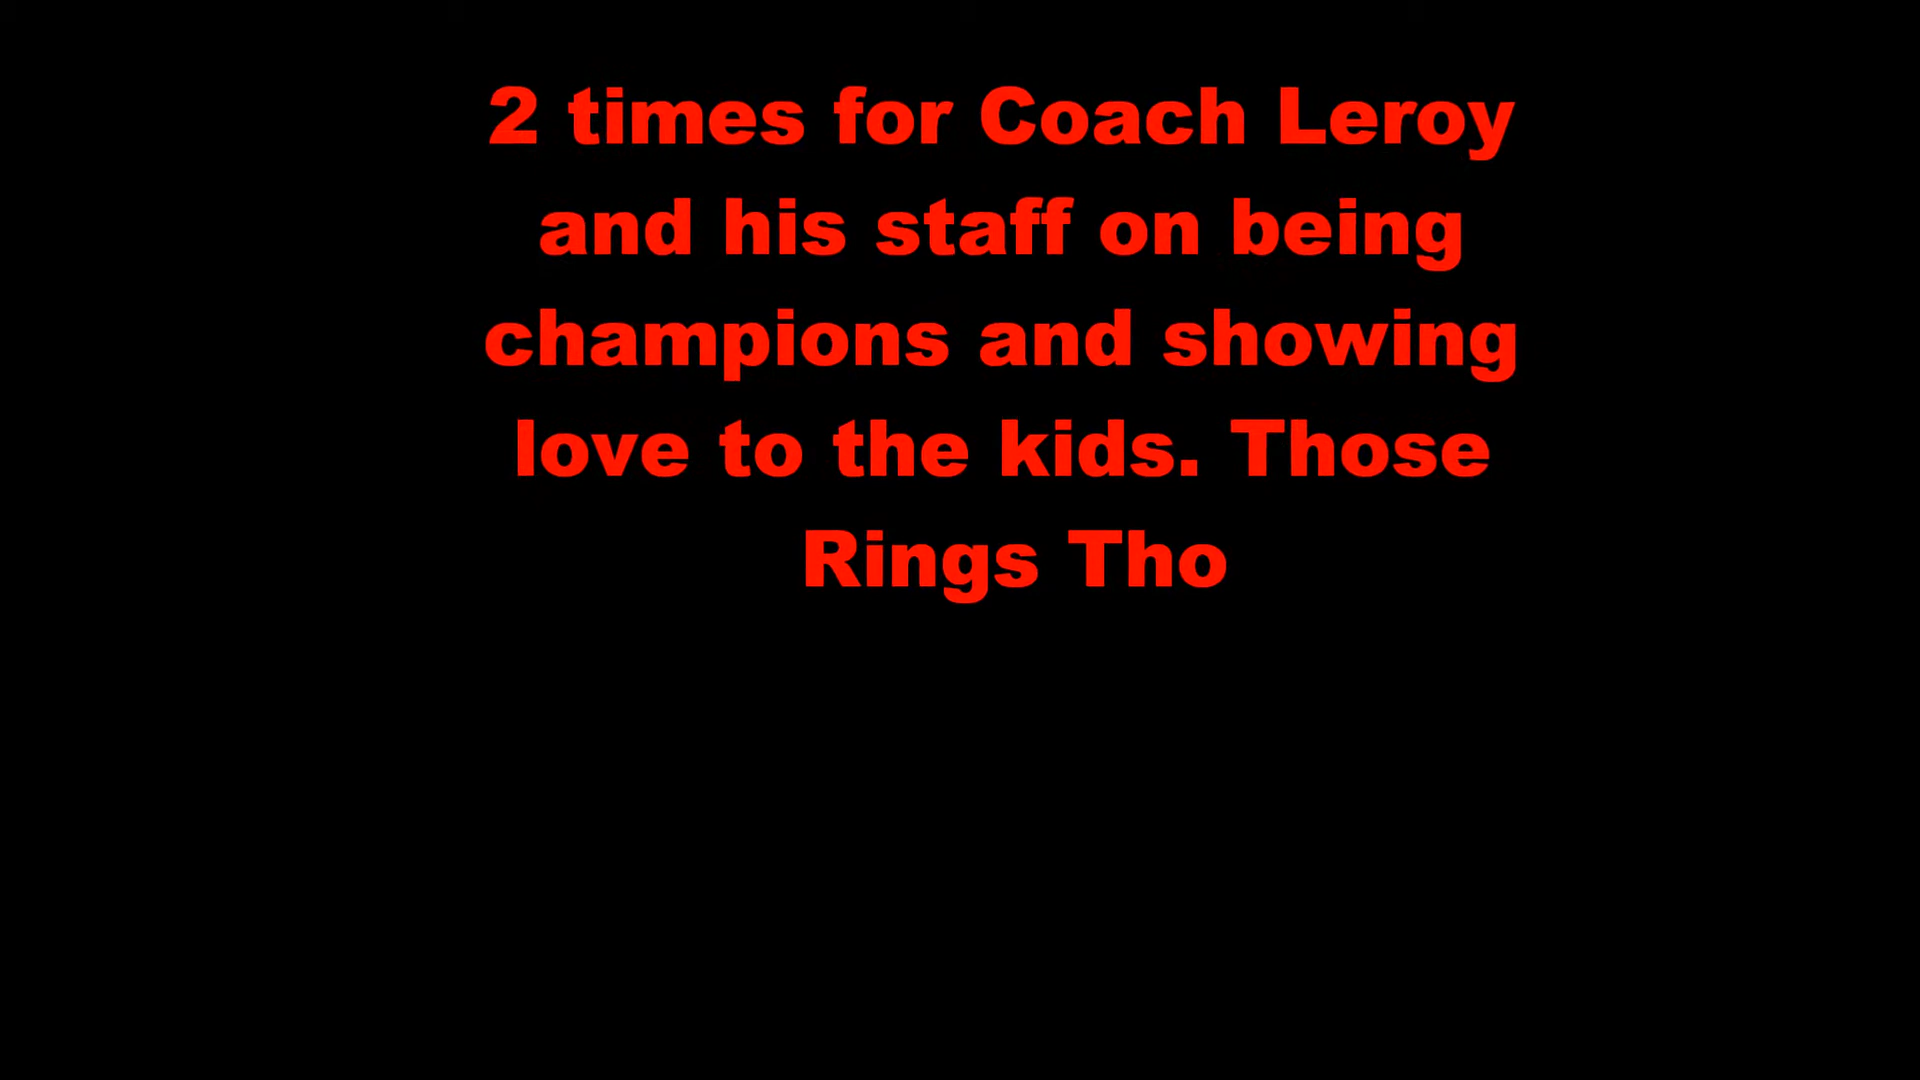 2 times for Coach Leroy
and his staff on being
champions and showing
love to the kids. Those
Rings Tho